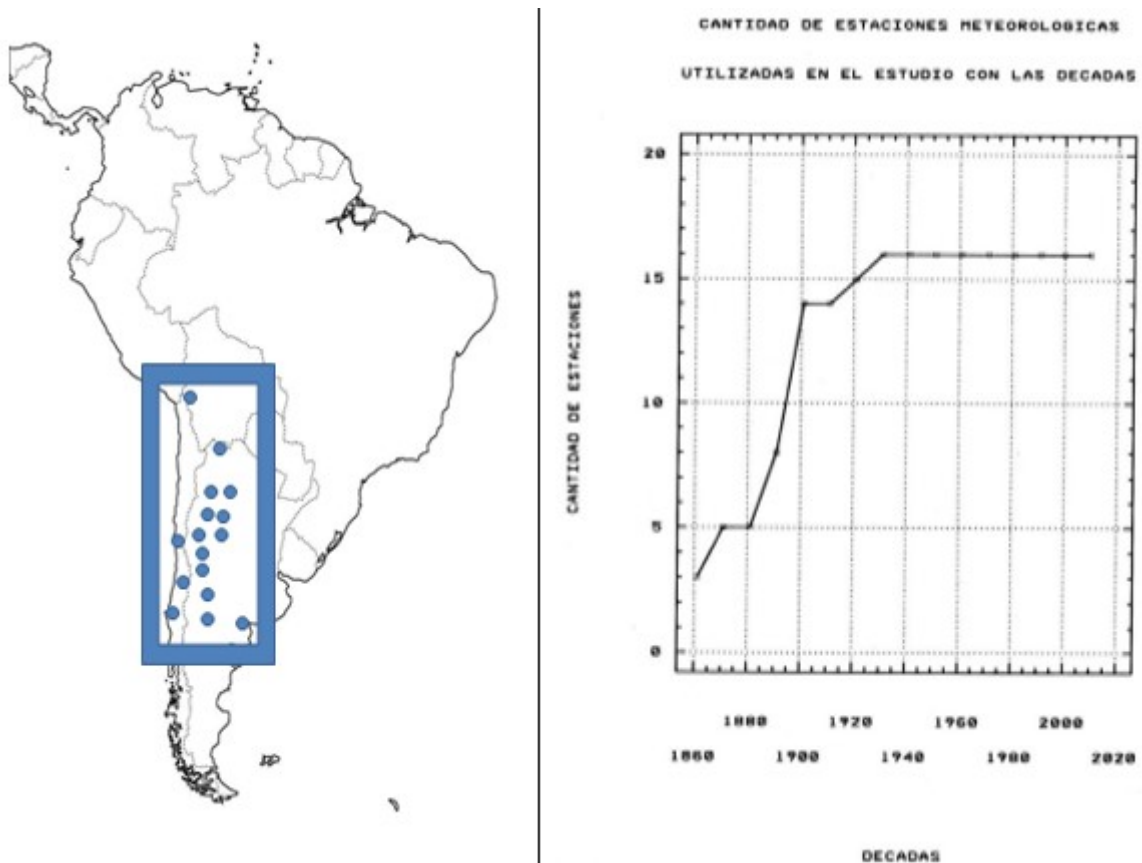 CANTIDAD DE ESTACIONES METEOROLOGICAS
UTILIZADAS EN EL ESTUDIO CON LAS DECADAS
20
15
10
5
0
CANTIDAD DE ESTACIONES
1880 1920 1960 2000
1860 1900 1940 1980 2020
DECADAS